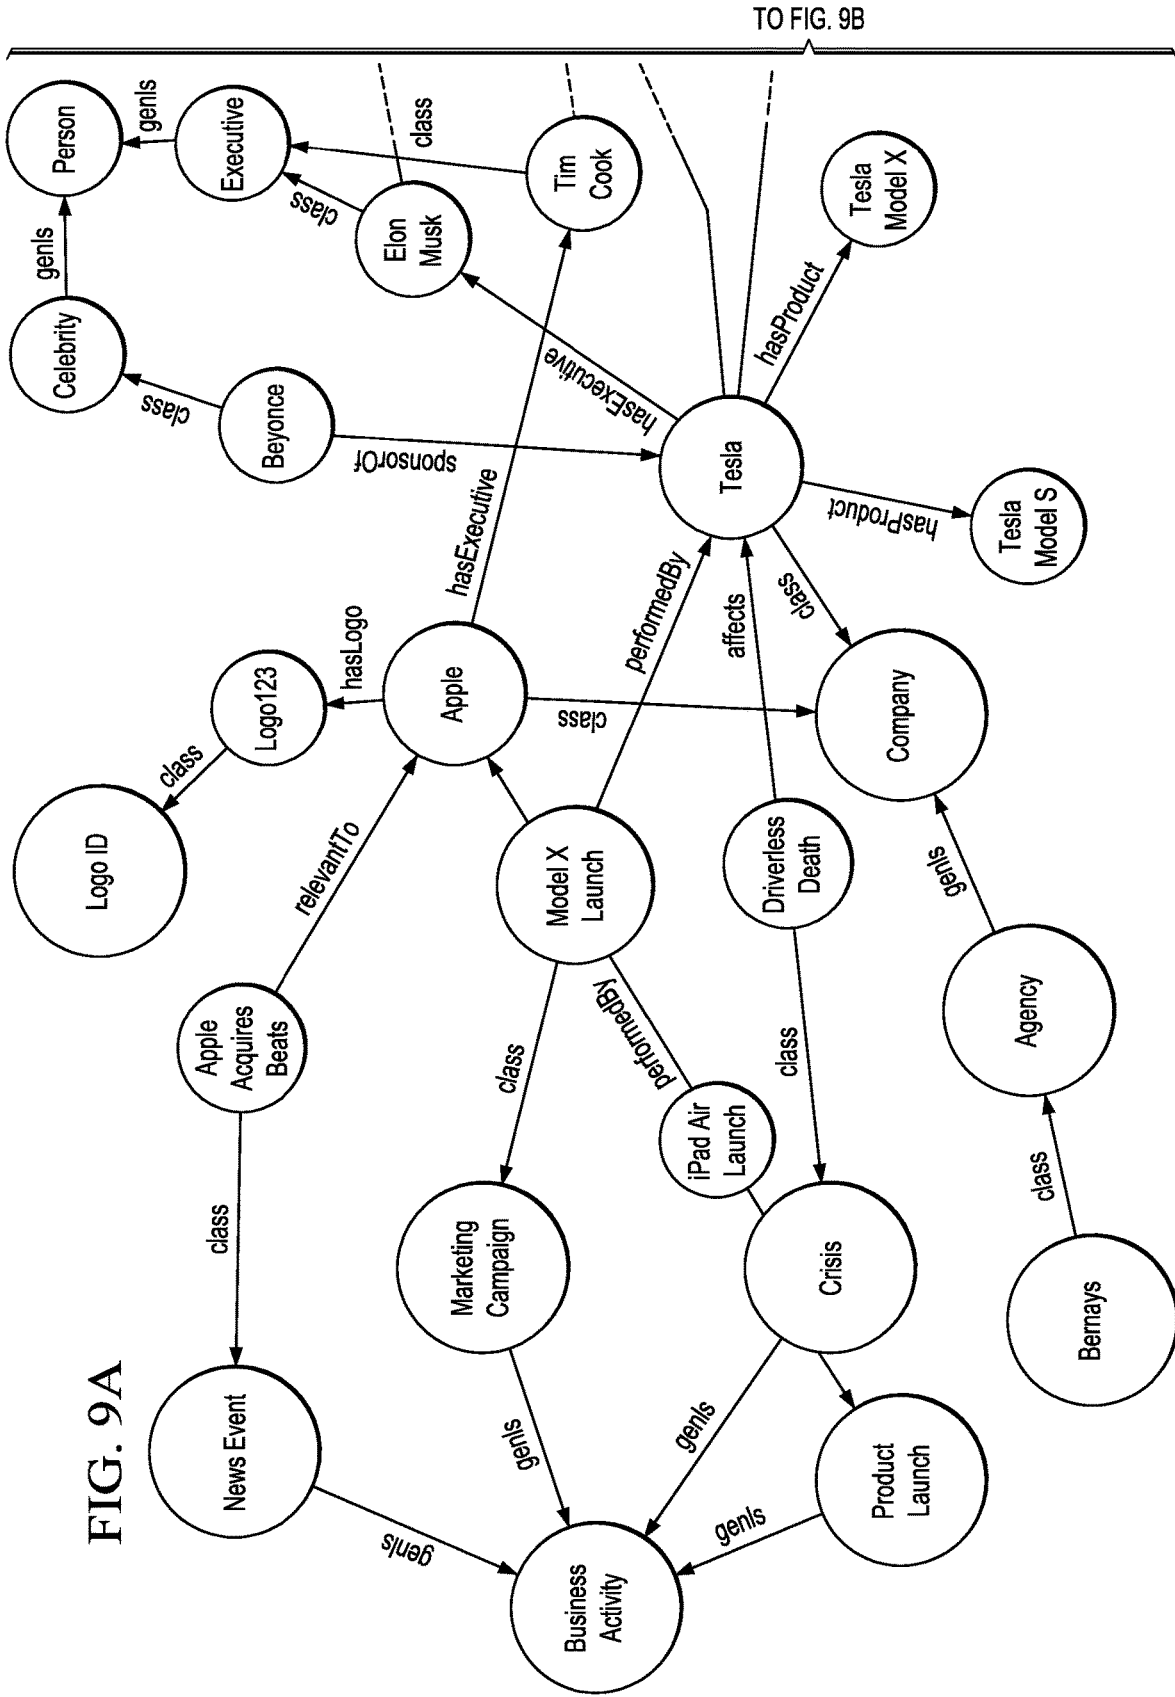 TO FIG. 9B
FIG. 9A
Person
genls
Executive
class
class
Elon
Musk
Tim
Cook
genls
Celebrity
class
Beyonce
sponsorOf
hasExecutive
hasExecutive
Tesla
hasProduct
Tesla
Model X
hasProduct
Tesla
Model S
class
Company
Logo ID
class
Logo123
hasLogo
Apple
class
relevantTo
Apple
Acquires
Beats
class
News Event
genls
Model X
Launch
performedBy
class
Marketing
Campaign
genls
performedBy
iPad Air
Launch
Driverless
Death
affects
class
Crisis
genls
Business
Activity
genls
Product
Launch
Agency
genls
class
Bernays